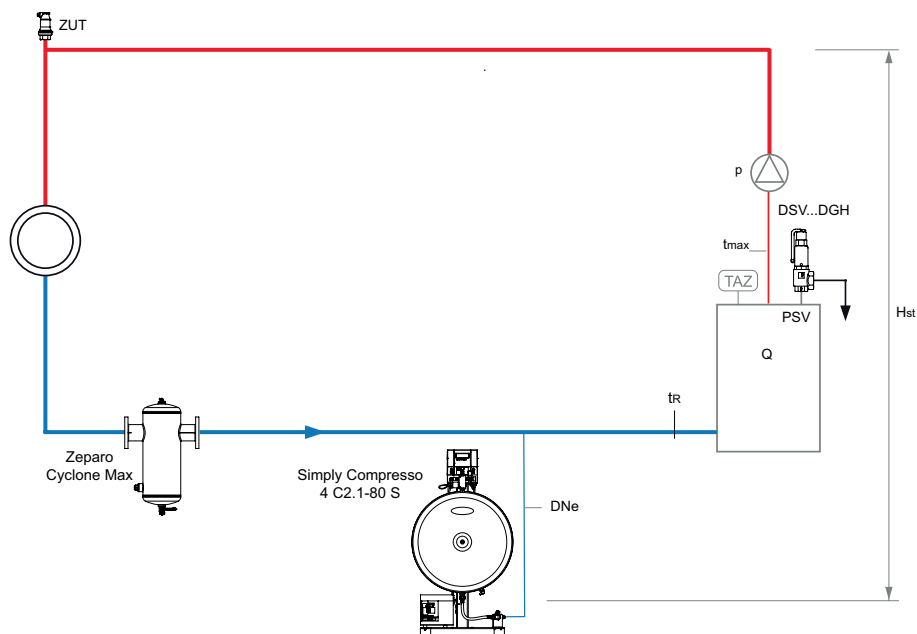 ZUT
p
DSV...DGH
tmax
TAZ
PSV
Hst
Q
tR
Zeparo
Cyclone Max
Simply Compresso
4 C2.1-80 S
DNe